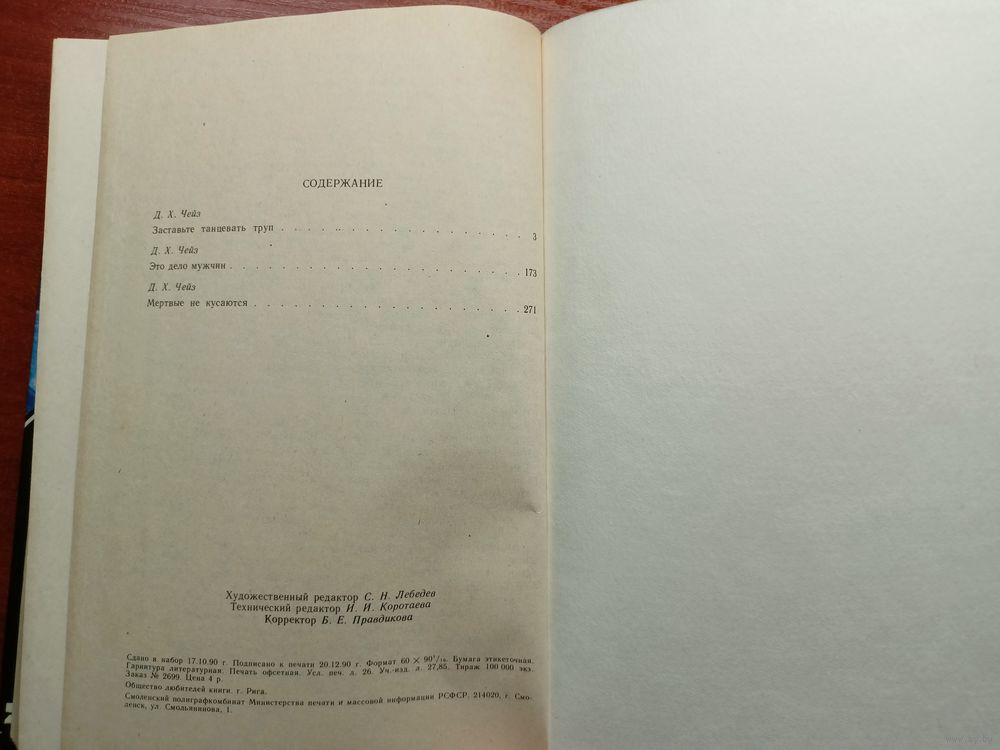 СОДЕРЖАНИЕ
Д. Х. Чейз
Заставьте танцевать труп . . . . . . . . . . . . . . . . . . 3
Д. Х. Чейз
Это дело мужчин . . . . . . . . . . . . . . . . . . . . . . 173
Д. Х. Чейз
Мертвые не кусаются . . . . . . . . . . . . . . . . . . . . 271
Художественный редактор С. Н. Лебедев
Технический редактор И. И. Коротаева
Корректор Б. Е. Правдикова
Сдано в набор 17.10.90 г. Подписано к печати 20.12.90 г. Формат 60 × 90¹/₁₆. Бумага этикеточная.
Гарнитура литературная. Печать офсетная. Усл. печ. л. 26. Уч.-изд. л. 27,85. Тираж 100 000 экз.
Заказ № 2699. Цена 4 р.
Общество любителей книги. г. Рига.
Смоленский полиграфкомбинат Министерства печати и массовой информации РСФСР. 214020, г. Смо-
ленск, ул. Смольянинова, 1.